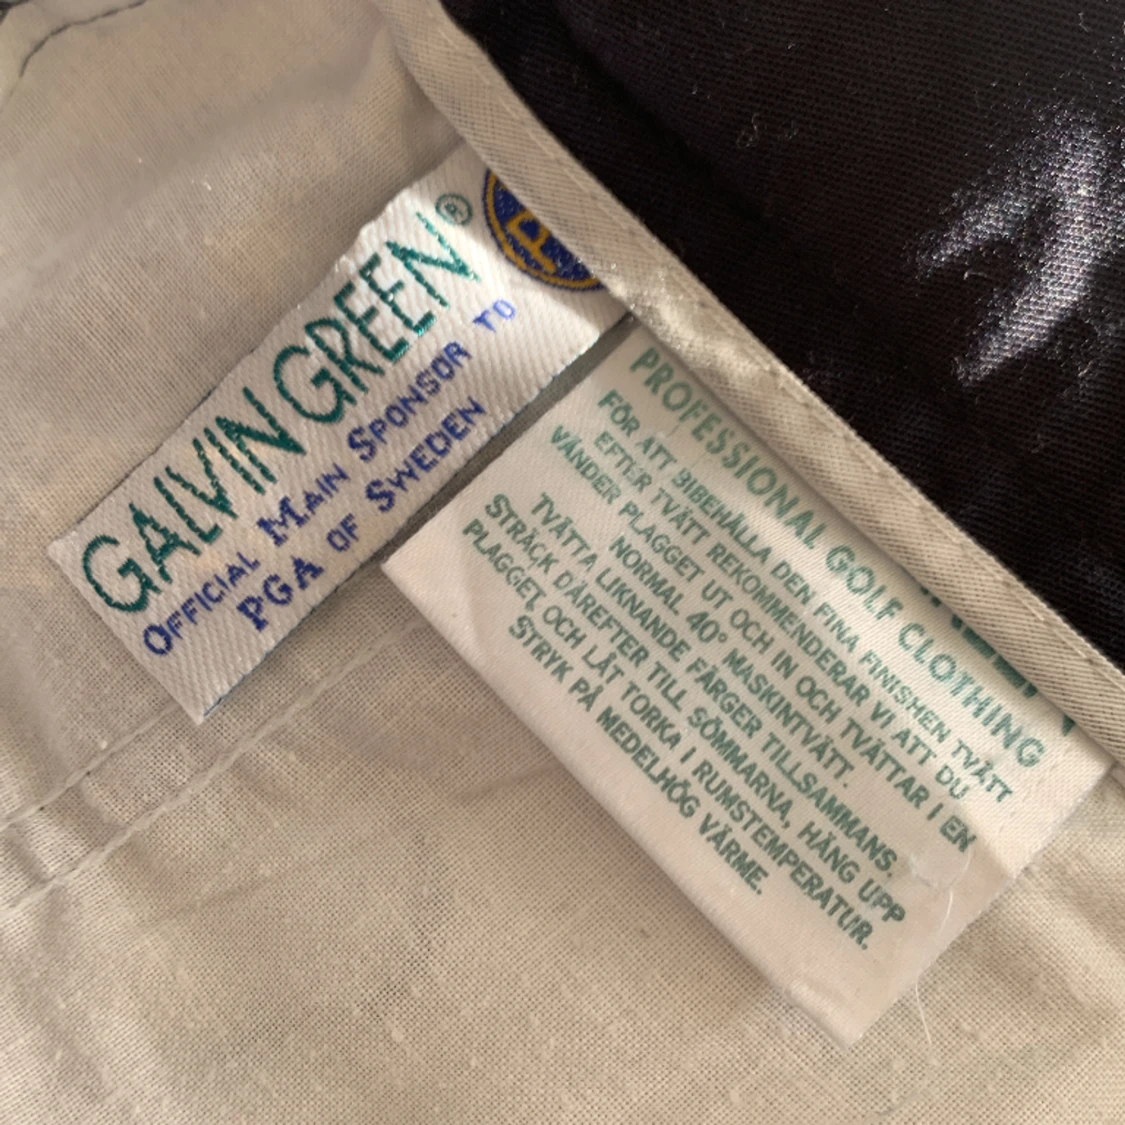 GALVIN GREEN®
OFFICIAL MAIN SPONSOR TO
PGA OF SWEDEN
PROFESSIONAL GOLF CLOTHING
FÖR ATT BIBEHÅLLA DEN FINA FINISHEN TVÄTT
EFTER TVÄTT REKOMMENDERAR VI ATT DU
VÄNDER PLAGGET UT OCH IN OCH TVÄTTAR I EN
NORMAL 40° MASKINTVÄTT.
TVÄTTA LIKNANDE FÄRGER TILLSAMMANS.
STRÄCK DÄREFTER TILL SÖMMARNA, HÄNG UPP
PLAGGET, OCH LÅT TORKA I RUMSTEMPERATUR.
STRYK PÅ MEDELHÖG VÄRME.